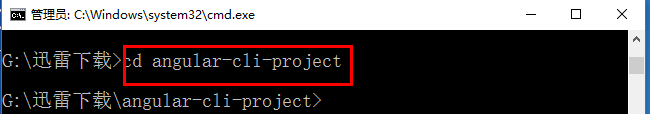 管理员: C:\Windows\system32\cmd.exe
G:\迅雷下载>cd angular-cli-project
G:\迅雷下载\angular-cli-project>